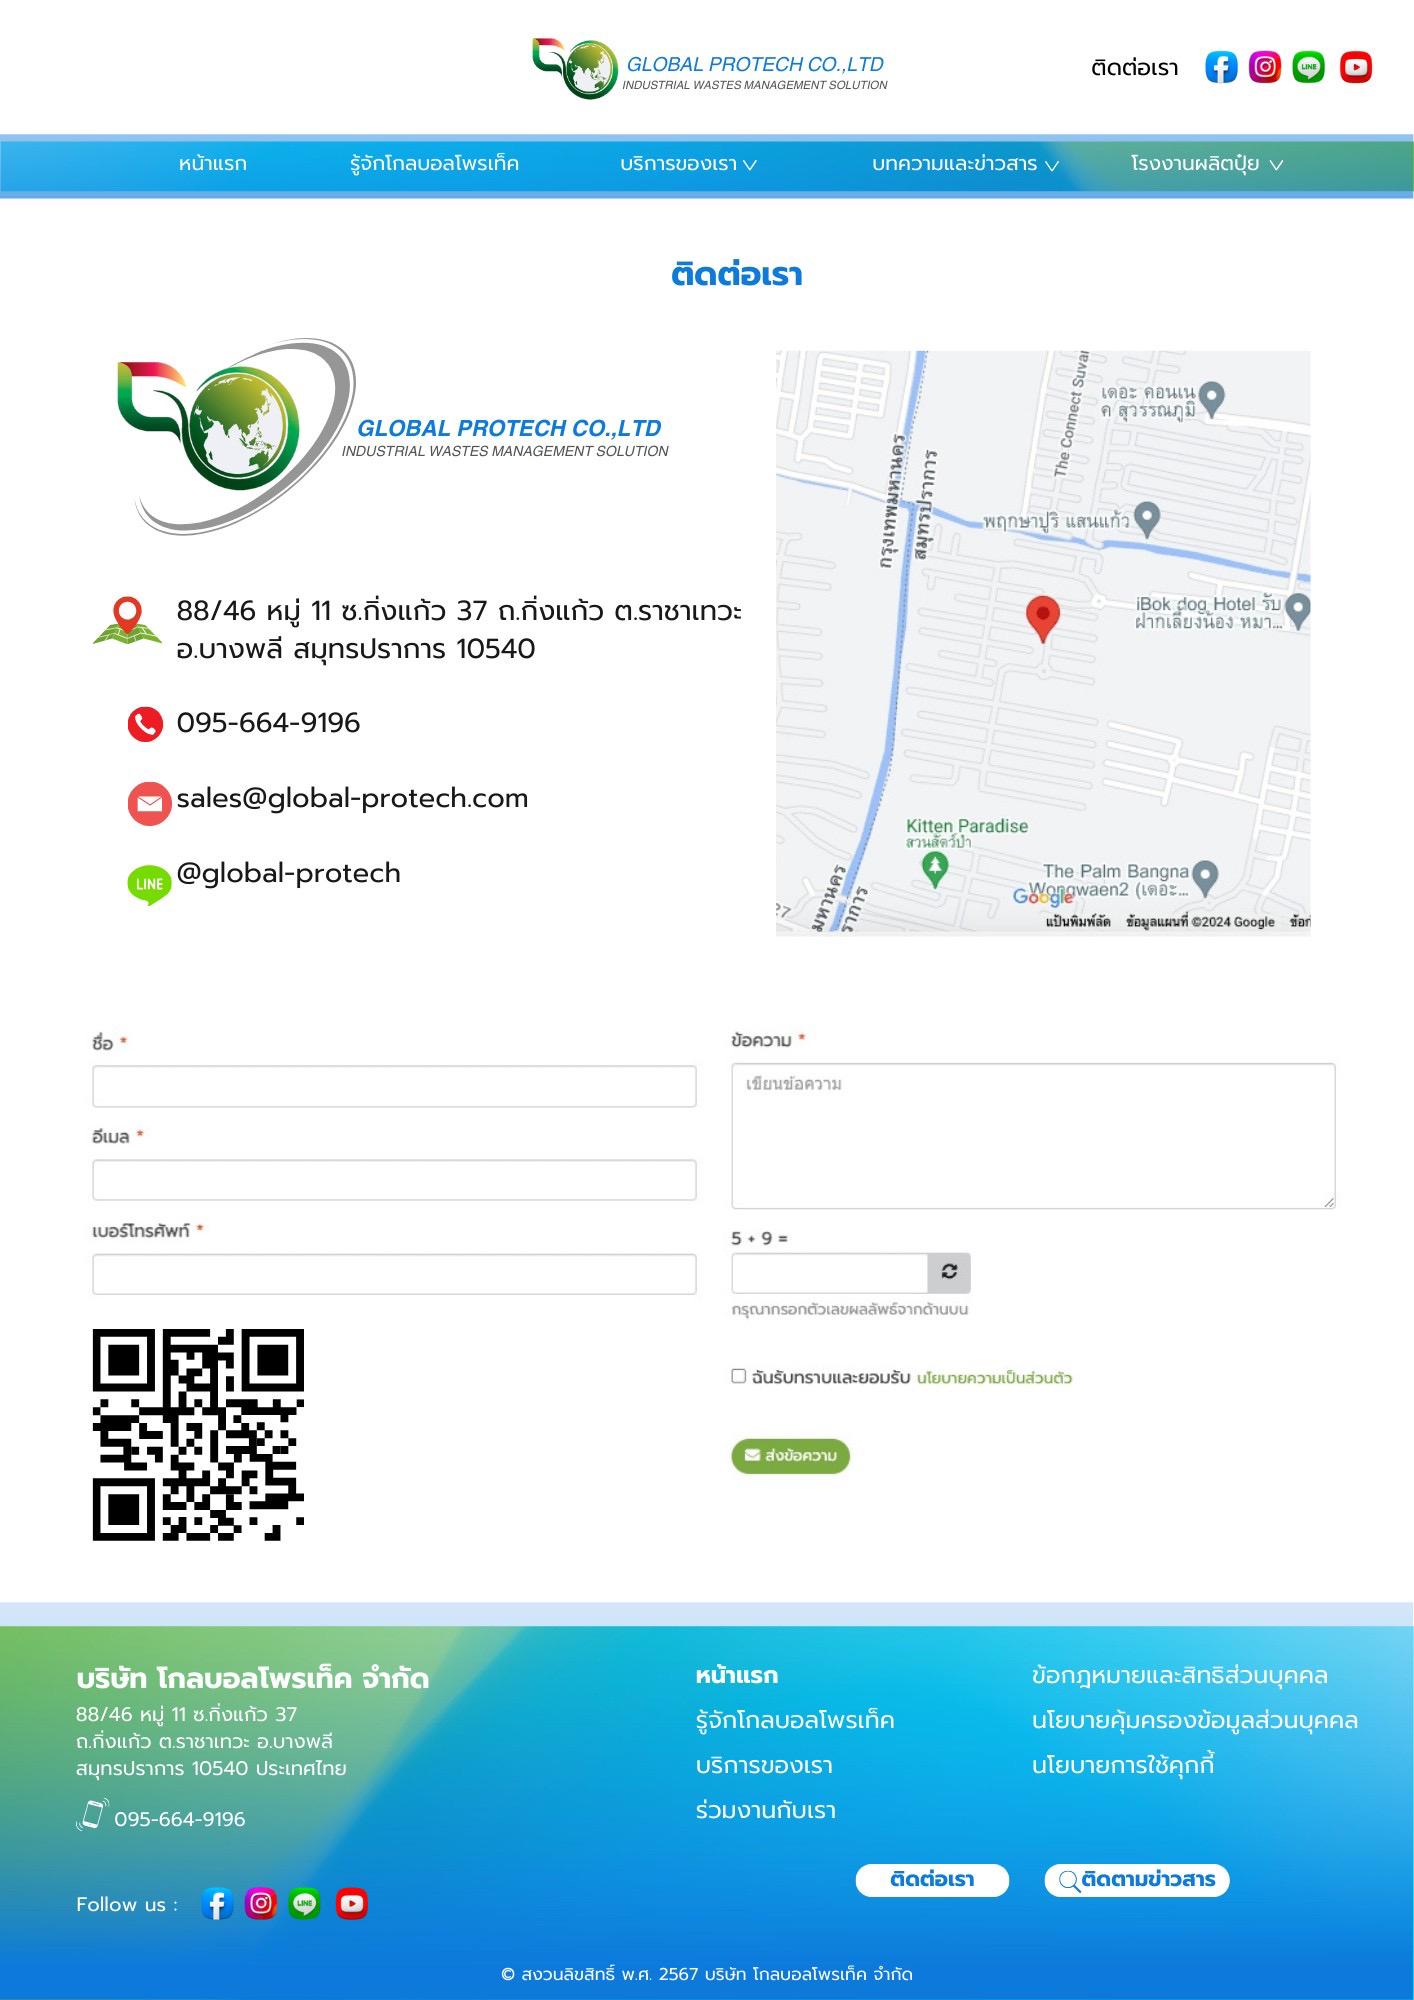 GLOBAL PROTECH CO.,LTD
INDUSTRIAL WASTES MANAGEMENT SOLUTION
ติดต่อเรา
LINE
หน้าแรก
รู้จักโกลบอลโพรเท็ค
บริการของเรา
บทความและข่าวสาร
โรงงานผลิตปุ๋ย
ติดต่อเรา
GLOBAL PROTECH CO.,LTD
INDUSTRIAL WASTES MANAGEMENT SOLUTION
88/46 หมู่ 11 ซ.กิ่งแก้ว 37 ถ.กิ่งแก้ว ต.ราชาเทวะ
อ.บางพลี สมุทรปราการ 10540
095-664-9196
sales@global-protech.com
LINE
@global-protech
The Connect Suvar
เดอะ คอนเน
ค สุวรรณภูมิ
กรุงเทพมหานคร
สมุทรปราการ
พฤกษาปูริ แสนแก้ว
iBok dog Hotel รับ
ฝากเลี้ยงน้อง หมา...
Kitten Paradise
สวนสัตว์ป่า
The Palm Bangna
Wongwaen2 (เดอะ...
Google
มหานคร
ราการ
แป้นพิมพ์ลัด
ข้อมูลแผนที่ ©2024 Google
ชื่อ *
อีเมล *
เบอร์โทรศัพท์ *
ข้อความ *
เขียนข้อความ
5 + 9 =
กรุณากรอกตัวเลขผลลัพธ์จากด้านบน
ฉันรับทราบและยอมรับ นโยบายความเป็นส่วนตัว
ส่งข้อความ
บริษัท โกลบอลโพรเท็ค จำกัด
88/46 หมู่ 11 ซ.กิ่งแก้ว 37
ถ.กิ่งแก้ว ต.ราชาเทวะ อ.บางพลี
สมุทรปราการ 10540 ประเทศไทย
095-664-9196
Follow us :
LINE
หน้าแรก
รู้จักโกลบอลโพรเท็ค
บริการของเรา
ร่วมงานกับเรา
ข้อกฎหมายและสิทธิส่วนบุคคล
นโยบายคุ้มครองข้อมูลส่วนบุคคล
นโยบายการใช้คุกกี้
ติดต่อเรา
ติดตามข่าวสาร
© สงวนลิขสิทธิ์ พ.ศ. 2567 บริษัท โกลบอลโพรเท็ค จำกัด